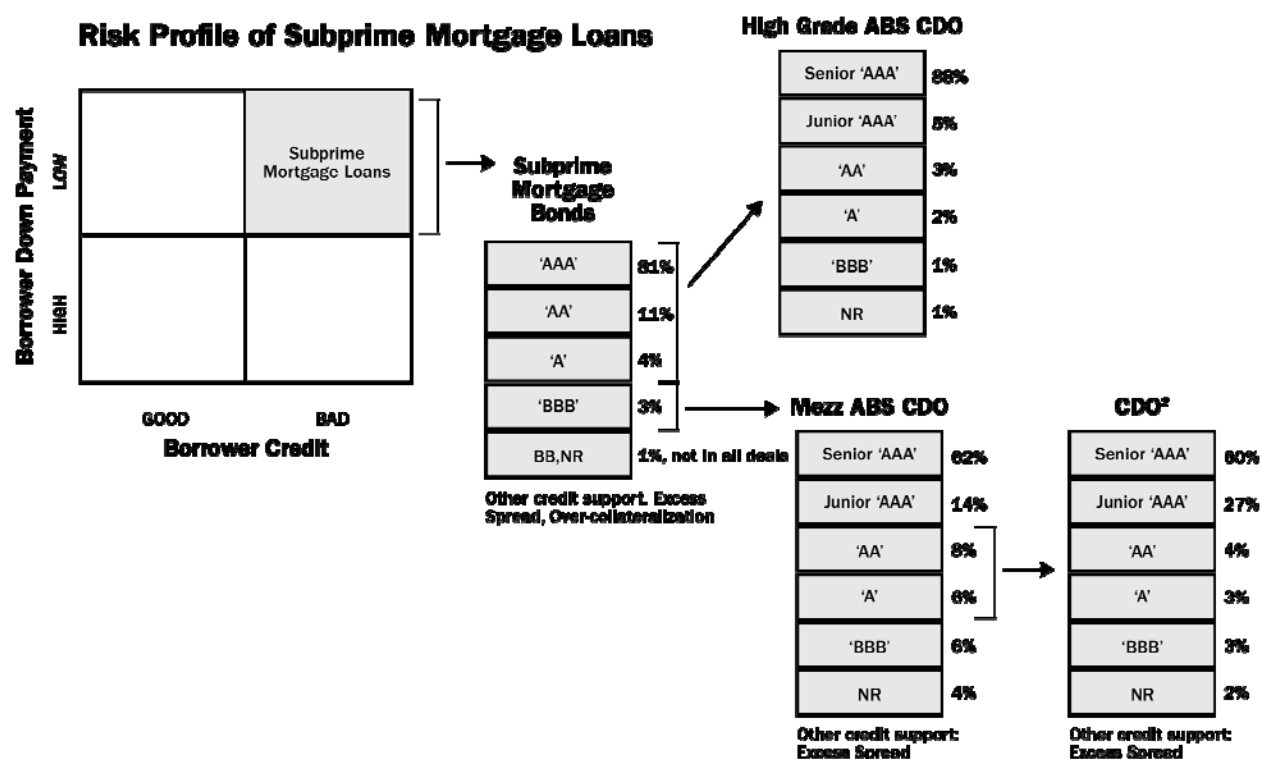 Risk Profile of Subprime Mortgage Loans
Borrower Down Payment
LOW
HIGH
Subprime
Mortgage Loans
GOOD
BAD
Borrower Credit
Subprime
Mortgage
Bonds
'AAA' 81%
'AA' 11%
'A' 4%
'BBB' 3%
BB,NR 1%, not in all deals
Other credit support. Excess
Spread, Over-collateralization
High Grade ABS CDO
Senior 'AAA' 88%
Junior 'AAA' 5%
'AA' 3%
'A' 2%
'BBB' 1%
NR 1%
Mezz ABS CDO
Senior 'AAA' 62%
Junior 'AAA' 14%
'AA' 8%
'A' 6%
'BBB' 6%
NR 4%
Other credit support:
Excess Spread
CDO²
Senior 'AAA' 60%
Junior 'AAA' 27%
'AA' 4%
'A' 3%
'BBB' 3%
NR 2%
Other credit support:
Excess Spread